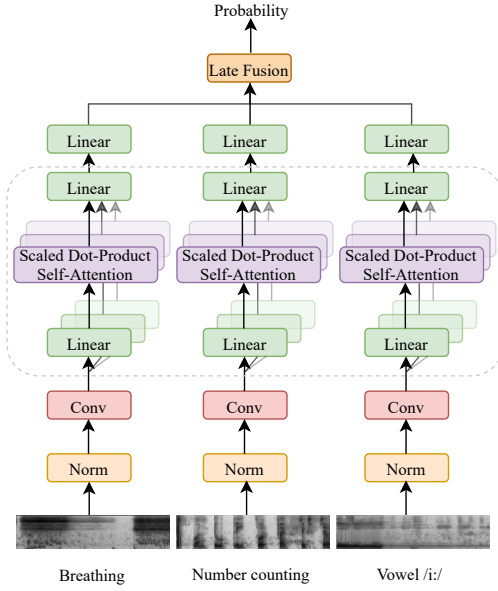 Probability
Late Fusion
Linear Linear Linear
Linear Linear Linear
Scaled Dot-Product Scaled Dot-Product Scaled Dot-Product
Self-Attention Self-Attention Self-Attention
Linear Linear Linear
Conv Conv Conv
Norm Norm Norm
Breathing Number counting Vowel /i:/